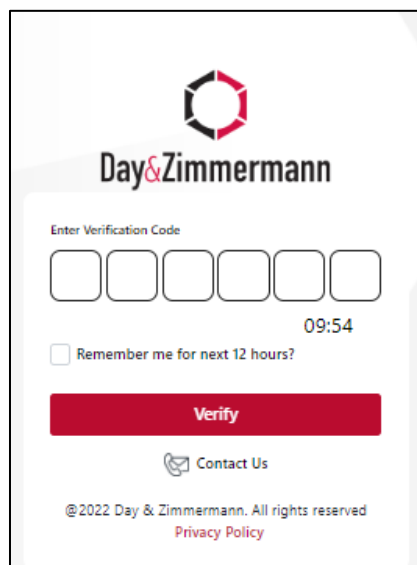 Day&Zimmermann
Enter Verification Code
09:54
Remember me for next 12 hours?
Verify
Contact Us
@2022 Day & Zimmermann. All rights reserved
Privacy Policy